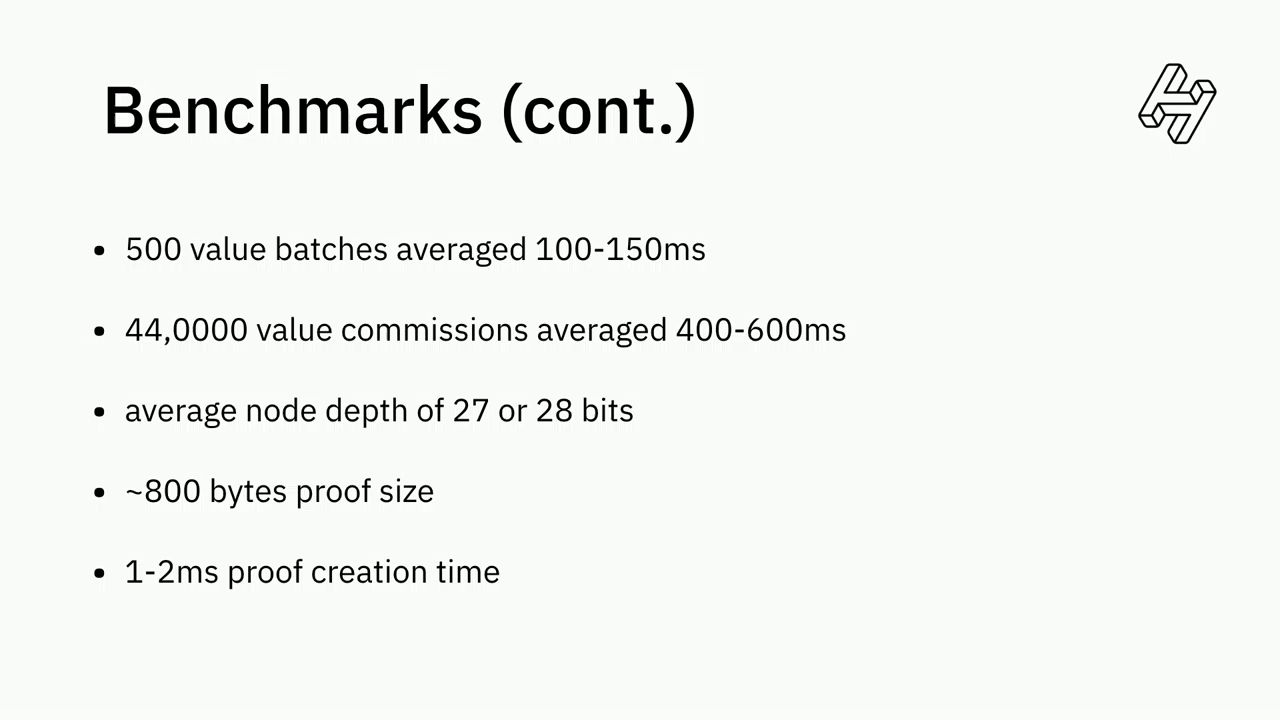 Benchmarks (cont.)
• 500 value batches averaged 100-150ms
• 44,0000 value commissions averaged 400-600ms
• average node depth of 27 or 28 bits
• ~800 bytes proof size
• 1-2ms proof creation time